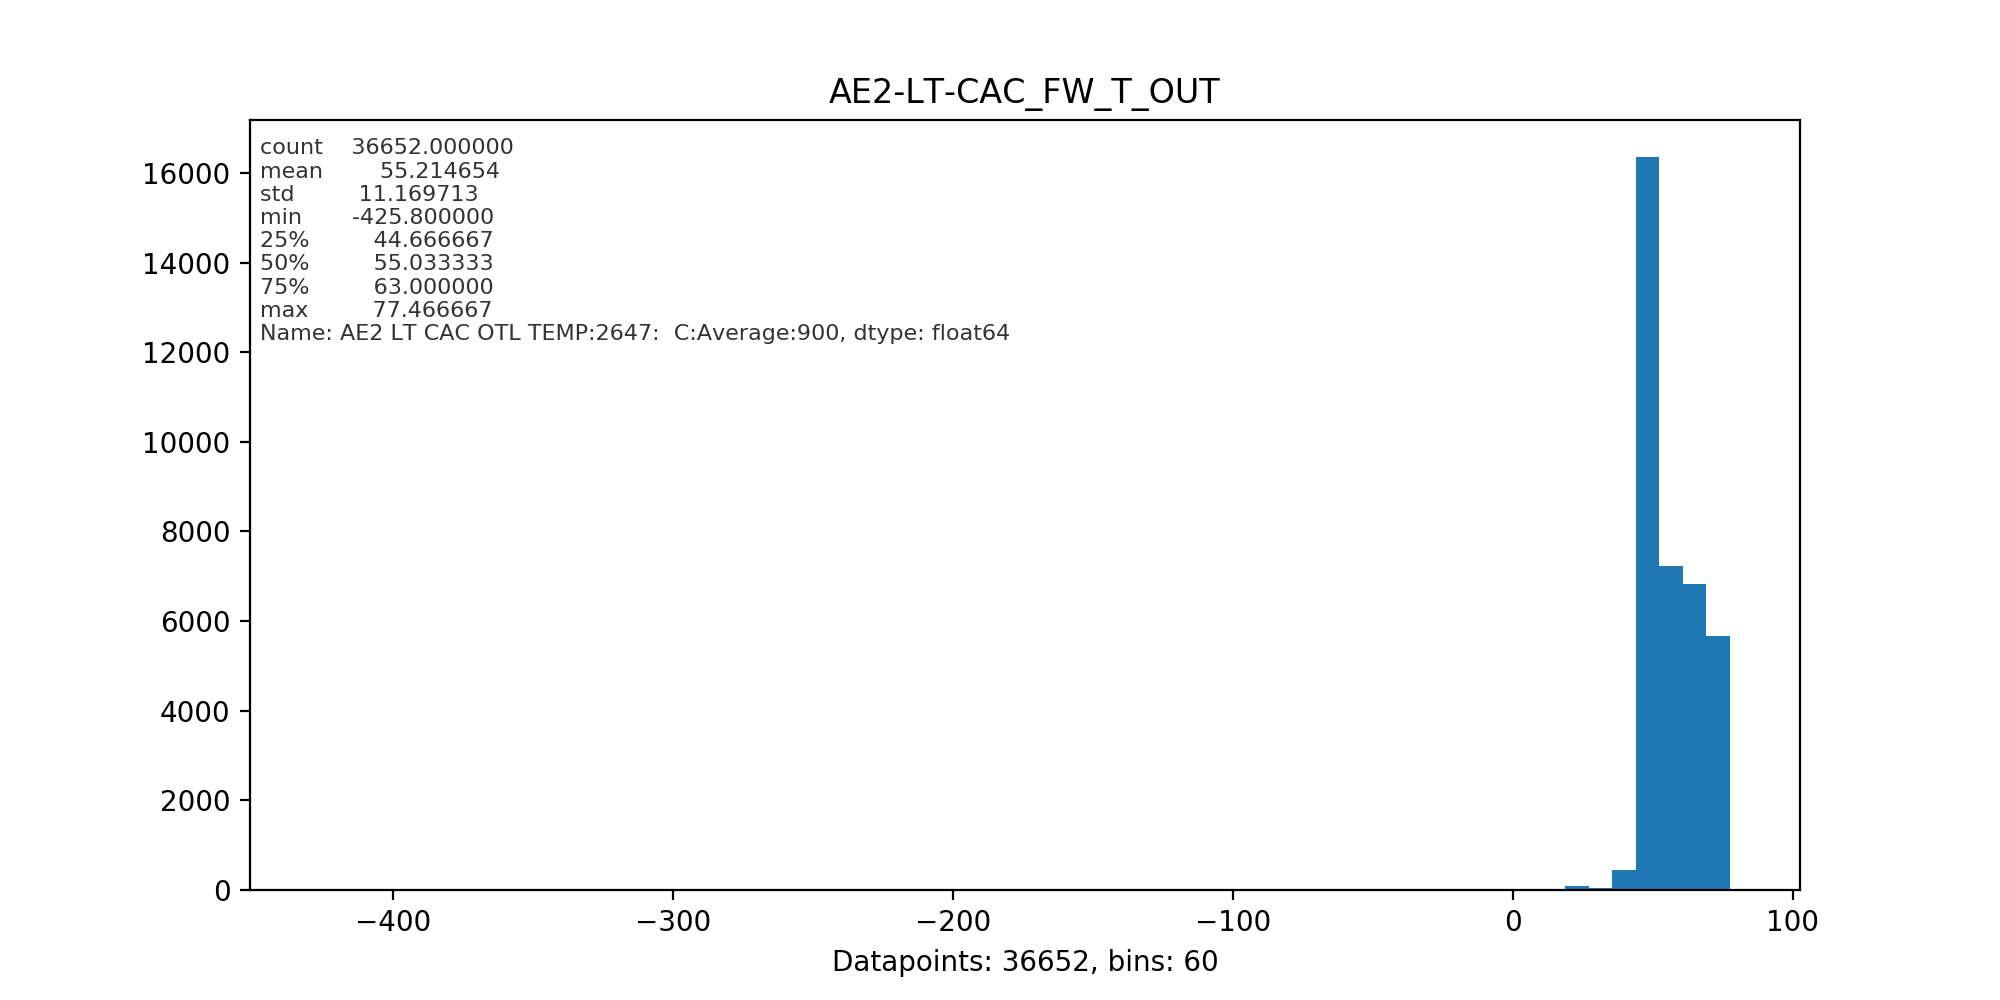 AE2-LT-CAC_FW_T_OUT
count 36652.000000
mean 55.214654
std 11.169713
min -425.800000
25% 44.666667
50% 55.033333
75% 63.000000
max 77.466667
Name: AE2 LT CAC OTL TEMP:2647:  C:Average:900, dtype: float64
16000
14000
12000
10000
8000
6000
4000
2000
0
−400 −300 −200 −100 0 100
Datapoints: 36652, bins: 60